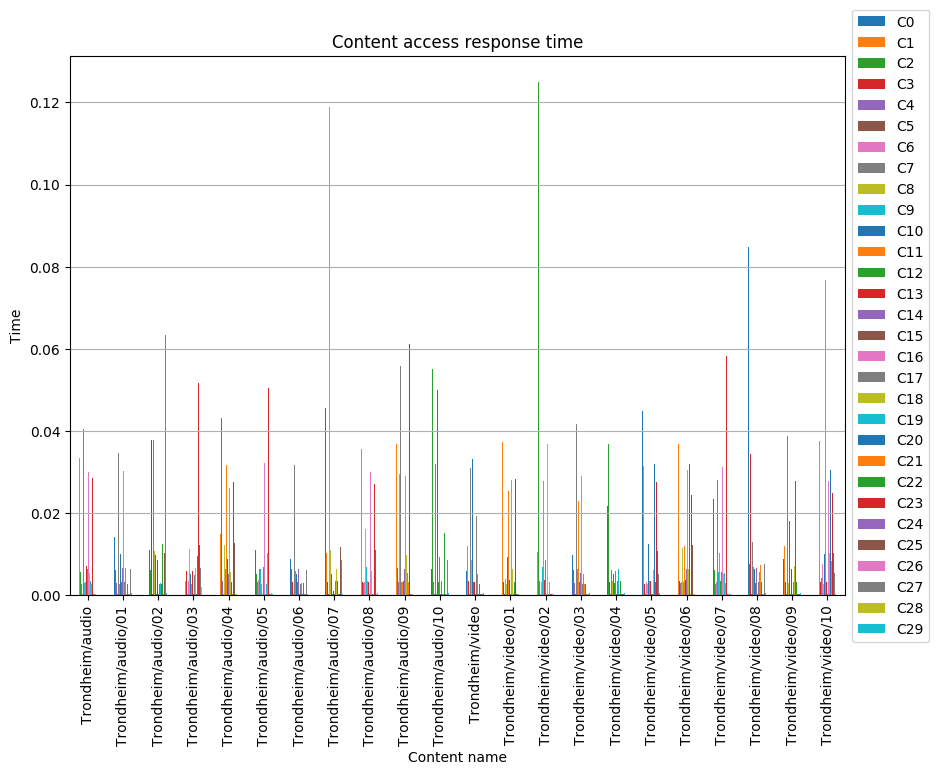 Content access response time
Time
0.12
0.10
0.08
0.06
0.04
0.02
0.00
Trondheim/audio
Trondheim/audio/01
Trondheim/audio/02
Trondheim/audio/03
Trondheim/audio/04
Trondheim/audio/05
Trondheim/audio/06
Trondheim/audio/07
Trondheim/audio/08
Trondheim/audio/09
Trondheim/audio/10
Trondheim/video
Trondheim/video/01
Trondheim/video/02
Trondheim/video/03
Trondheim/video/04
Trondheim/video/05
Trondheim/video/06
Trondheim/video/07
Trondheim/video/08
Trondheim/video/09
Trondheim/video/10
Content name
C0
C1
C2
C3
C4
C5
C6
C7
C8
C9
C10
C11
C12
C13
C14
C15
C16
C17
C18
C19
C20
C21
C22
C23
C24
C25
C26
C27
C28
C29